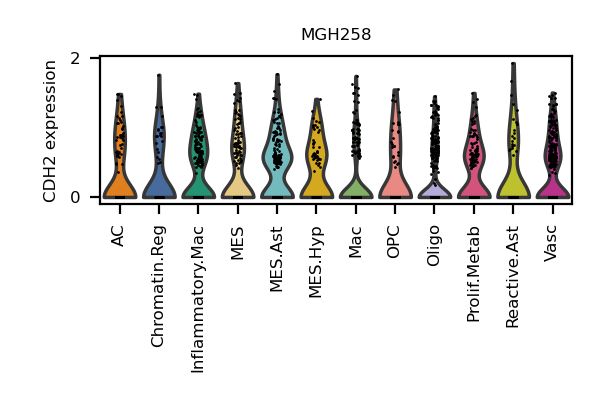 MGH258
CDH2 expression
2
0
AC
Chromatin.Reg
Inflammatory.Mac
MES
MES.Ast
MES.Hyp
Mac
OPC
Oligo
Prolif.Metab
Reactive.Ast
Vasc